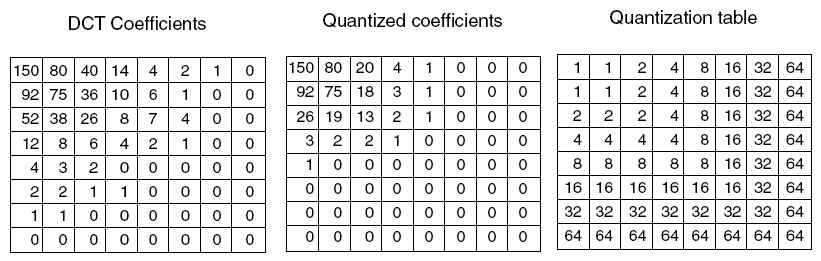 DCT Coefficients
150 80 40 14 4 2 1 0
92 75 36 10 6 1 0 0
52 38 26 8 7 4 0 0
12 8 6 4 2 1 0 0
4 3 2 0 0 0 0 0
2 2 1 1 0 0 0 0
1 1 0 0 0 0 0 0
0 0 0 0 0 0 0 0
Quantized coefficients
150 80 20 4 1 0 0 0
92 75 18 3 1 0 0 0
26 19 13 2 1 0 0 0
3 2 2 1 0 0 0 0
1 0 0 0 0 0 0 0
0 0 0 0 0 0 0 0
0 0 0 0 0 0 0 0
0 0 0 0 0 0 0 0
Quantization table
1 1 2 4 8 16 32 64
1 1 2 4 8 16 32 64
2 2 2 4 8 16 32 64
4 4 4 4 8 16 32 64
8 8 8 8 8 16 32 64
16 16 16 16 16 16 32 64
32 32 32 32 32 32 32 64
64 64 64 64 64 64 64 64